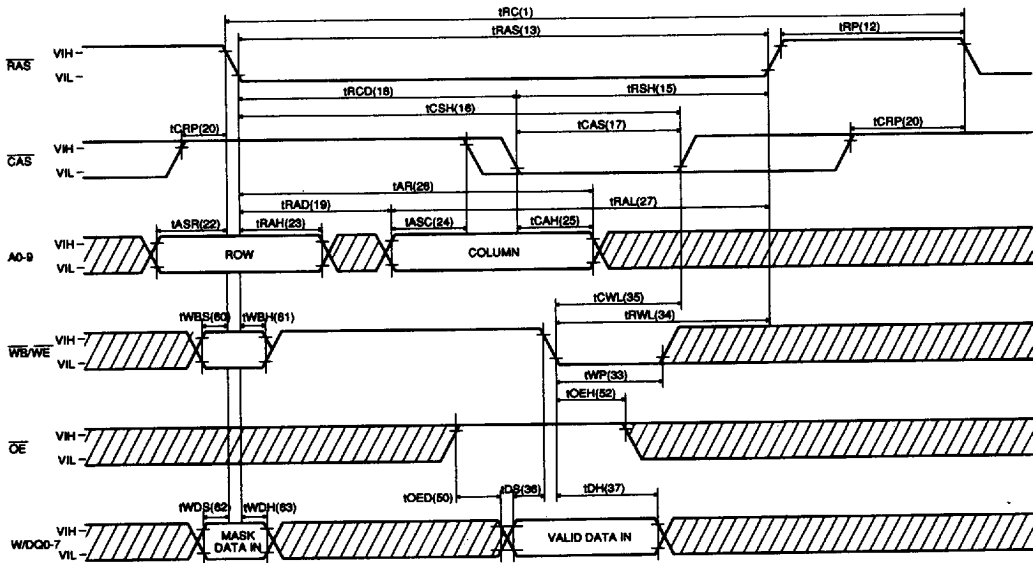 tRC(1)
tRAS(13)
tRP(12)
RAS
VIH
VIL
tRCD(18)
tRSH(15)
tCSH(16)
tCRP(20)
tCAS(17)
tCRP(20)
CAS
VIH
VIL
tAR(26)
tRAD(19)
tRAL(27)
tASR(22)
tRAH(23)
tASC(24)
tCAH(25)
A0-9
VIH
VIL
ROW
COLUMN
tCWL(35)
tRWL(34)
tWBS(60)
tWBH(61)
WB/WE
VIH
VIL
tWP(33)
tOEH(52)
OE
VIH
VIL
tOED(50)
tDS(36)
tDH(37)
tWDS(62)
tWDH(63)
W/DQ0-7
VIH
VIL
MASK
DATA IN
VALID DATA IN